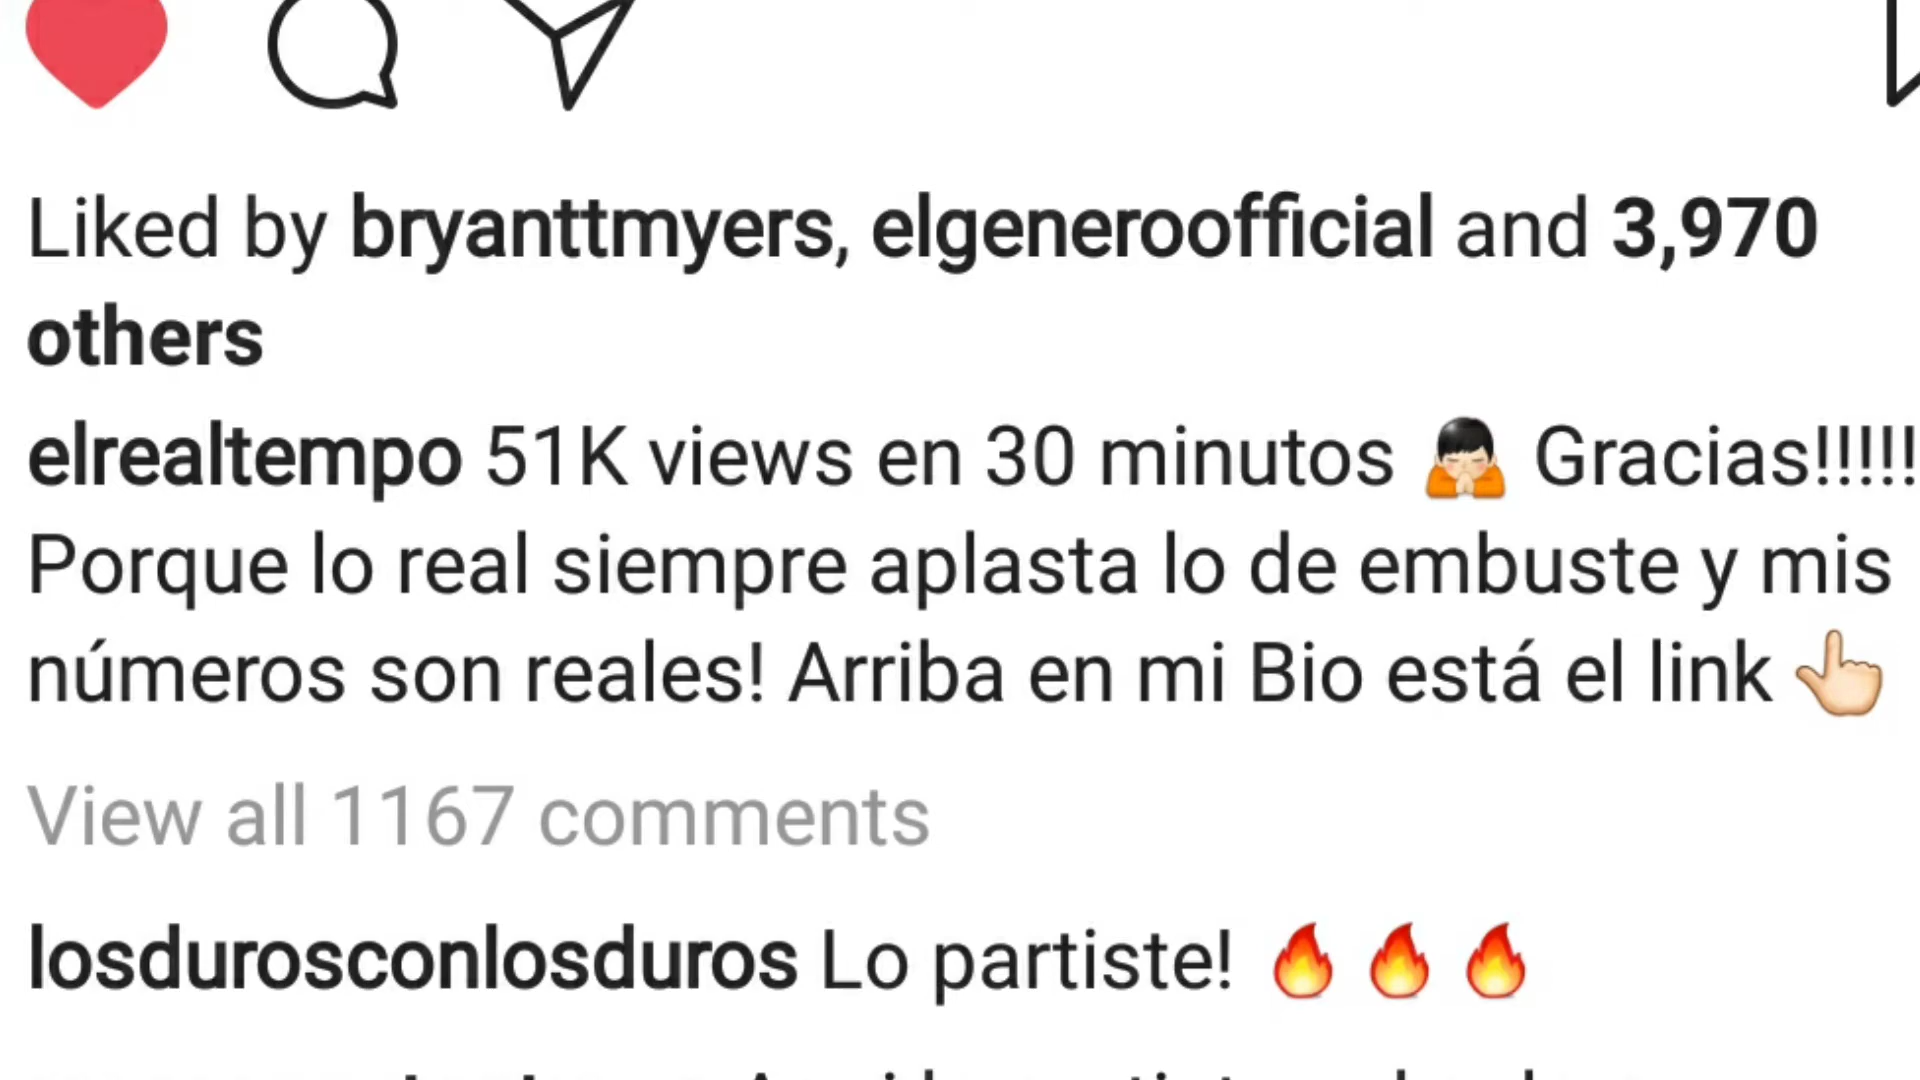 Liked by bryanttmyers, elgeneroofficial and 3,970
others
elrealtempo 51K views en 30 minutos 🙏🏻 Gracias!!!!!
Porque lo real siempre aplasta lo de embuste y mis
números son reales! Arriba en mi Bio está el link 👆🏻
View all 1167 comments
losdurosconlosduros Lo partiste! 🔥🔥🔥